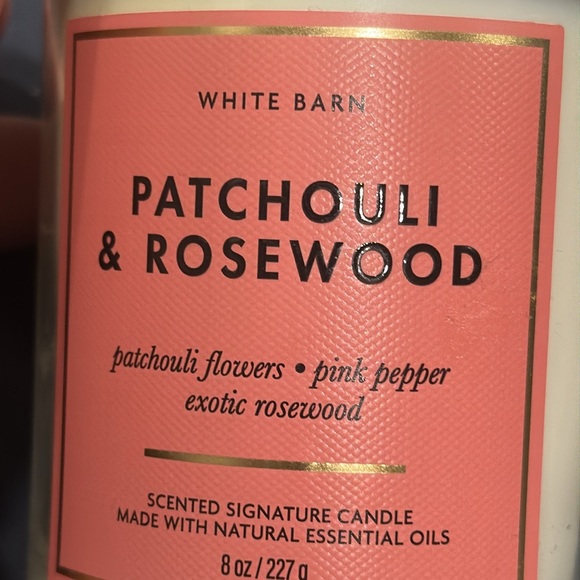 WHITE BARN
PATCHOULI
& ROSEWOOD
patchouli flowers • pink pepper
exotic rosewood
SCENTED SIGNATURE CANDLE
MADE WITH NATURAL ESSENTIAL OILS
8 oz / 227 g